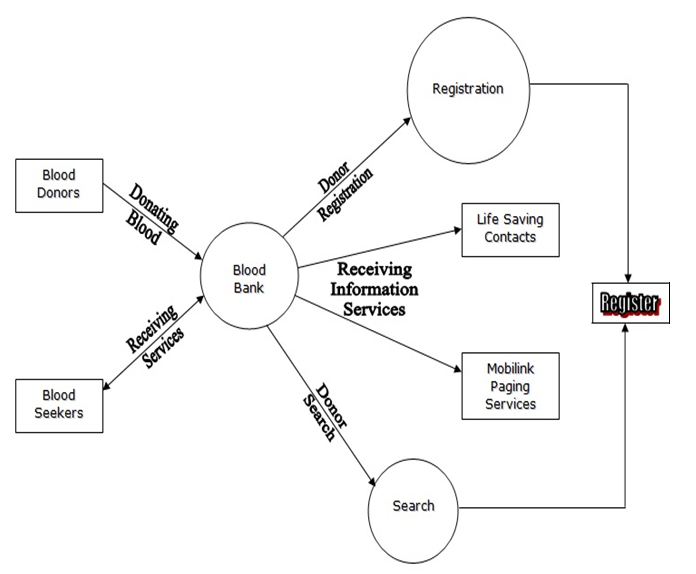 Registration
Blood
Donors
Donating
Blood
Donor
Registration
Life Saving
Contacts
Blood
Bank
Receiving
Information
Services
Register
Receiving
Services
Blood
Seekers
Mobilink
Paging
Services
Donor
Search
Search